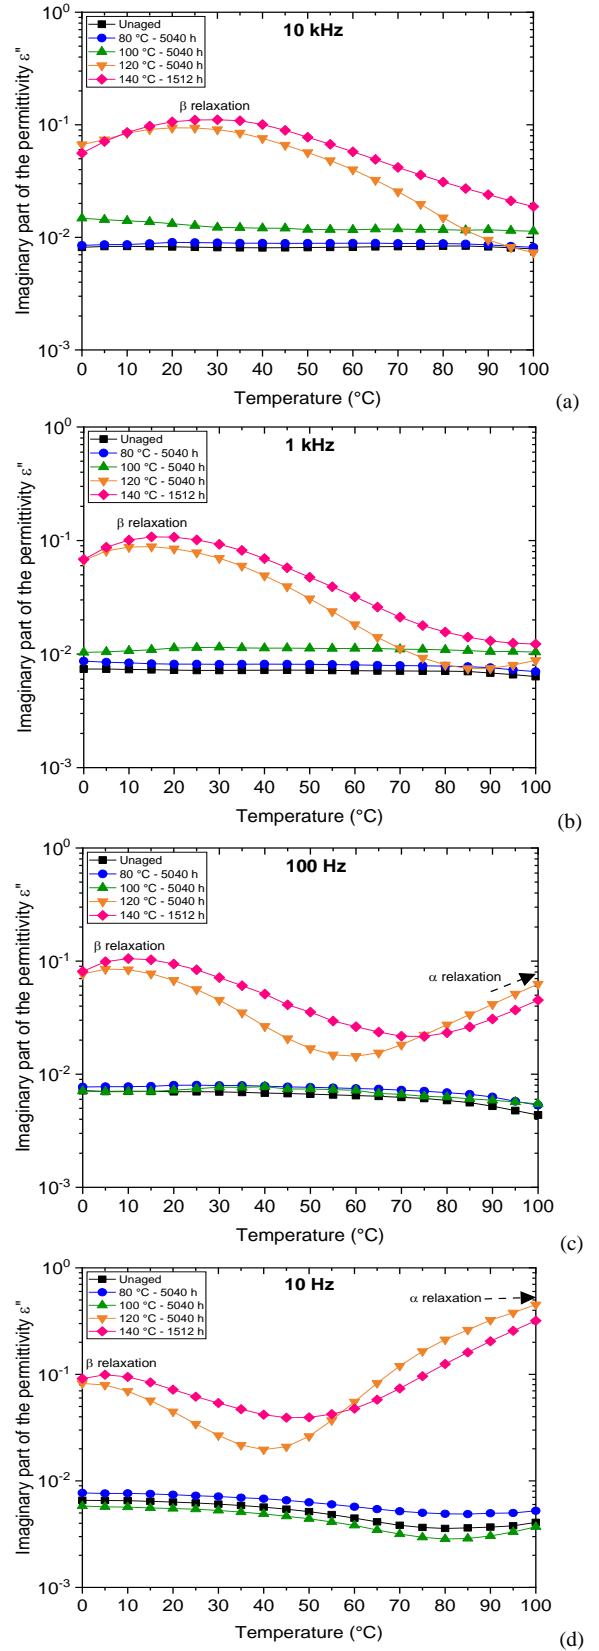 Unaged
80 °C - 5040 h
100 °C - 5040 h
120 °C - 5040 h
140 °C - 1512 h
10 kHz
β relaxation
Imaginary part of the permittivity ε"
10⁰
10⁻¹
10⁻²
10⁻³
0 10 20 30 40 50 60 70 80 90 100
Temperature (°C)
(a)
Unaged
80 °C - 5040 h
100 °C - 5040 h
120 °C - 5040 h
140 °C - 1512 h
1 kHz
β relaxation
Imaginary part of the permittivity ε"
10⁰
10⁻¹
10⁻²
10⁻³
0 10 20 30 40 50 60 70 80 90 100
Temperature (°C)
(b)
Unaged
80 °C - 5040 h
100 °C - 5040 h
120 °C - 5040 h
140 °C - 1512 h
100 Hz
β relaxation
α relaxation
Imaginary part of the permittivity ε"
10⁰
10⁻¹
10⁻²
10⁻³
0 10 20 30 40 50 60 70 80 90 100
Temperature (°C)
(c)
Unaged
80 °C - 5040 h
100 °C - 5040 h
120 °C - 5040 h
140 °C - 1512 h
10 Hz
α relaxation
β relaxation
Imaginary part of the permittivity ε"
10⁰
10⁻¹
10⁻²
10⁻³
0 10 20 30 40 50 60 70 80 90 100
Temperature (°C)
(d)